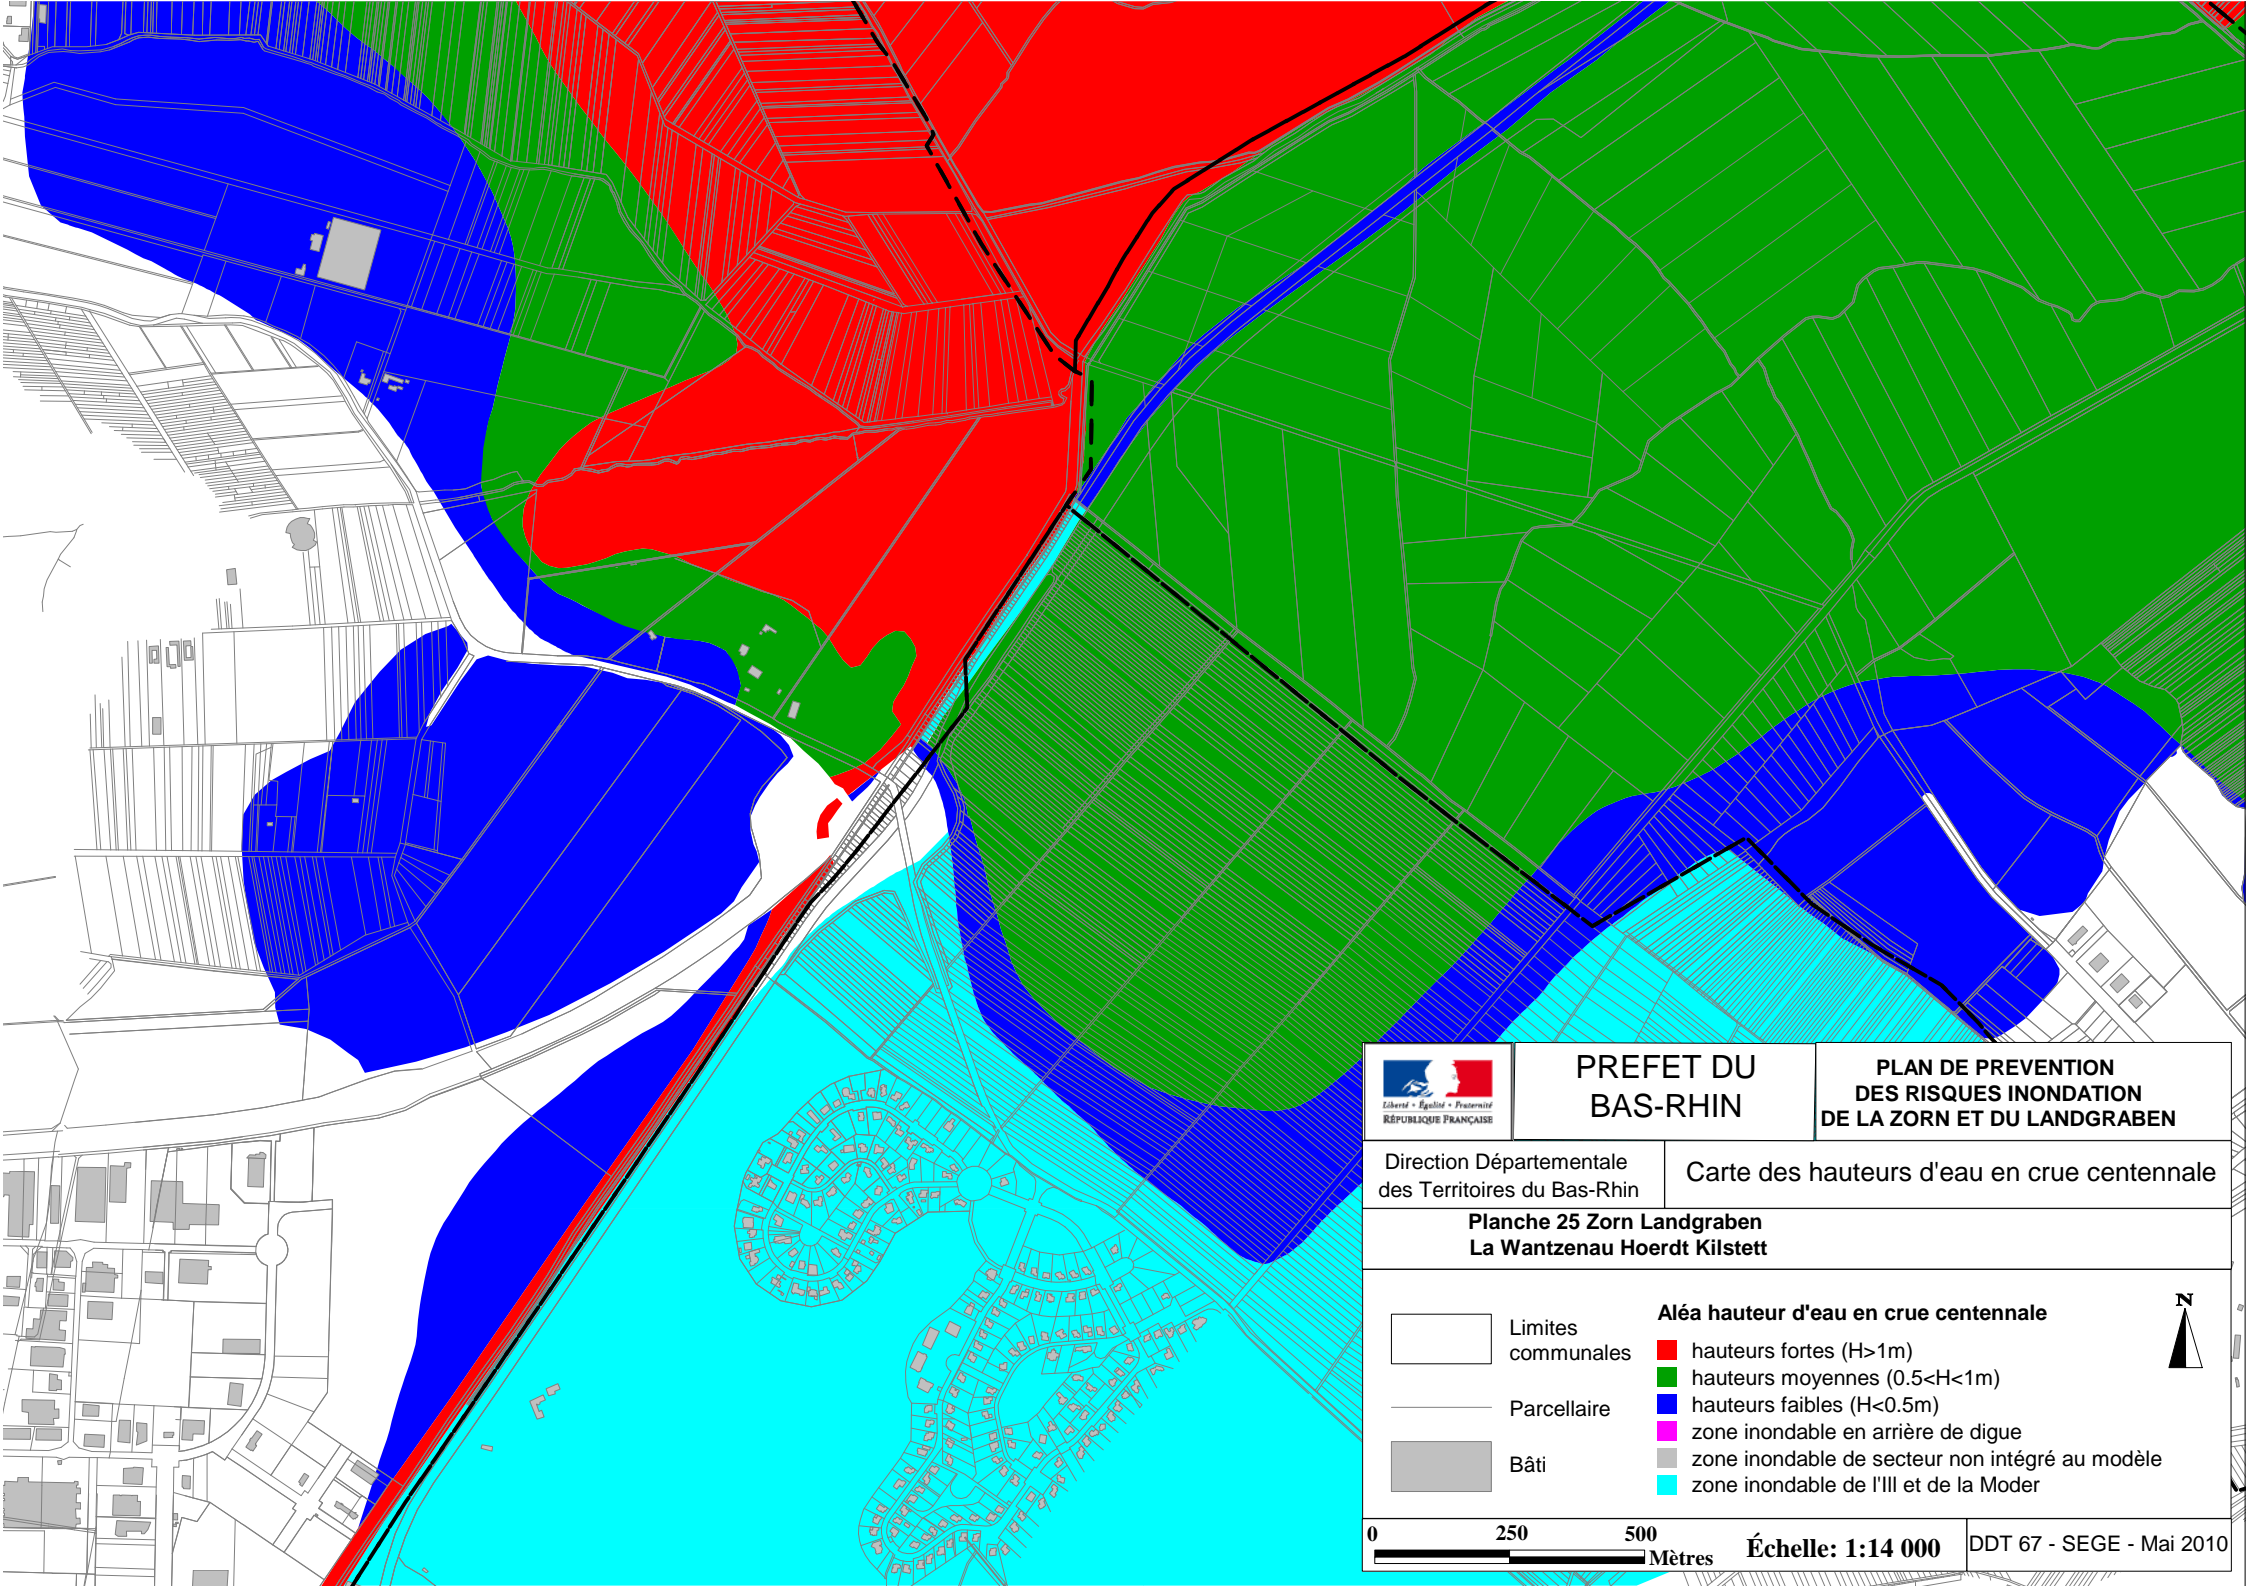 Liberté • Égalité • Fraternité
RÉPUBLIQUE FRANÇAISE
PREFET DU
BAS-RHIN
PLAN DE PREVENTION
DES RISQUES INONDATION
DE LA ZORN ET DU LANDGRABEN
Direction Départementale
des Territoires du Bas-Rhin
Carte des hauteurs d'eau en crue centennale
Planche 25 Zorn Landgraben
La Wantzenau Hoerdt Kilstett
Limites
communales
Parcellaire
Bâti
Aléa hauteur d'eau en crue centennale
hauteurs fortes (H>1m)
hauteurs moyennes (0.5<H<1m)
hauteurs faibles (H<0.5m)
zone inondable en arrière de digue
zone inondable de secteur non intégré au modèle
zone inondable de l'Ill et de la Moder
N
0 250 500
Mètres
Échelle: 1:14 000
DDT 67 - SEGE - Mai 2010